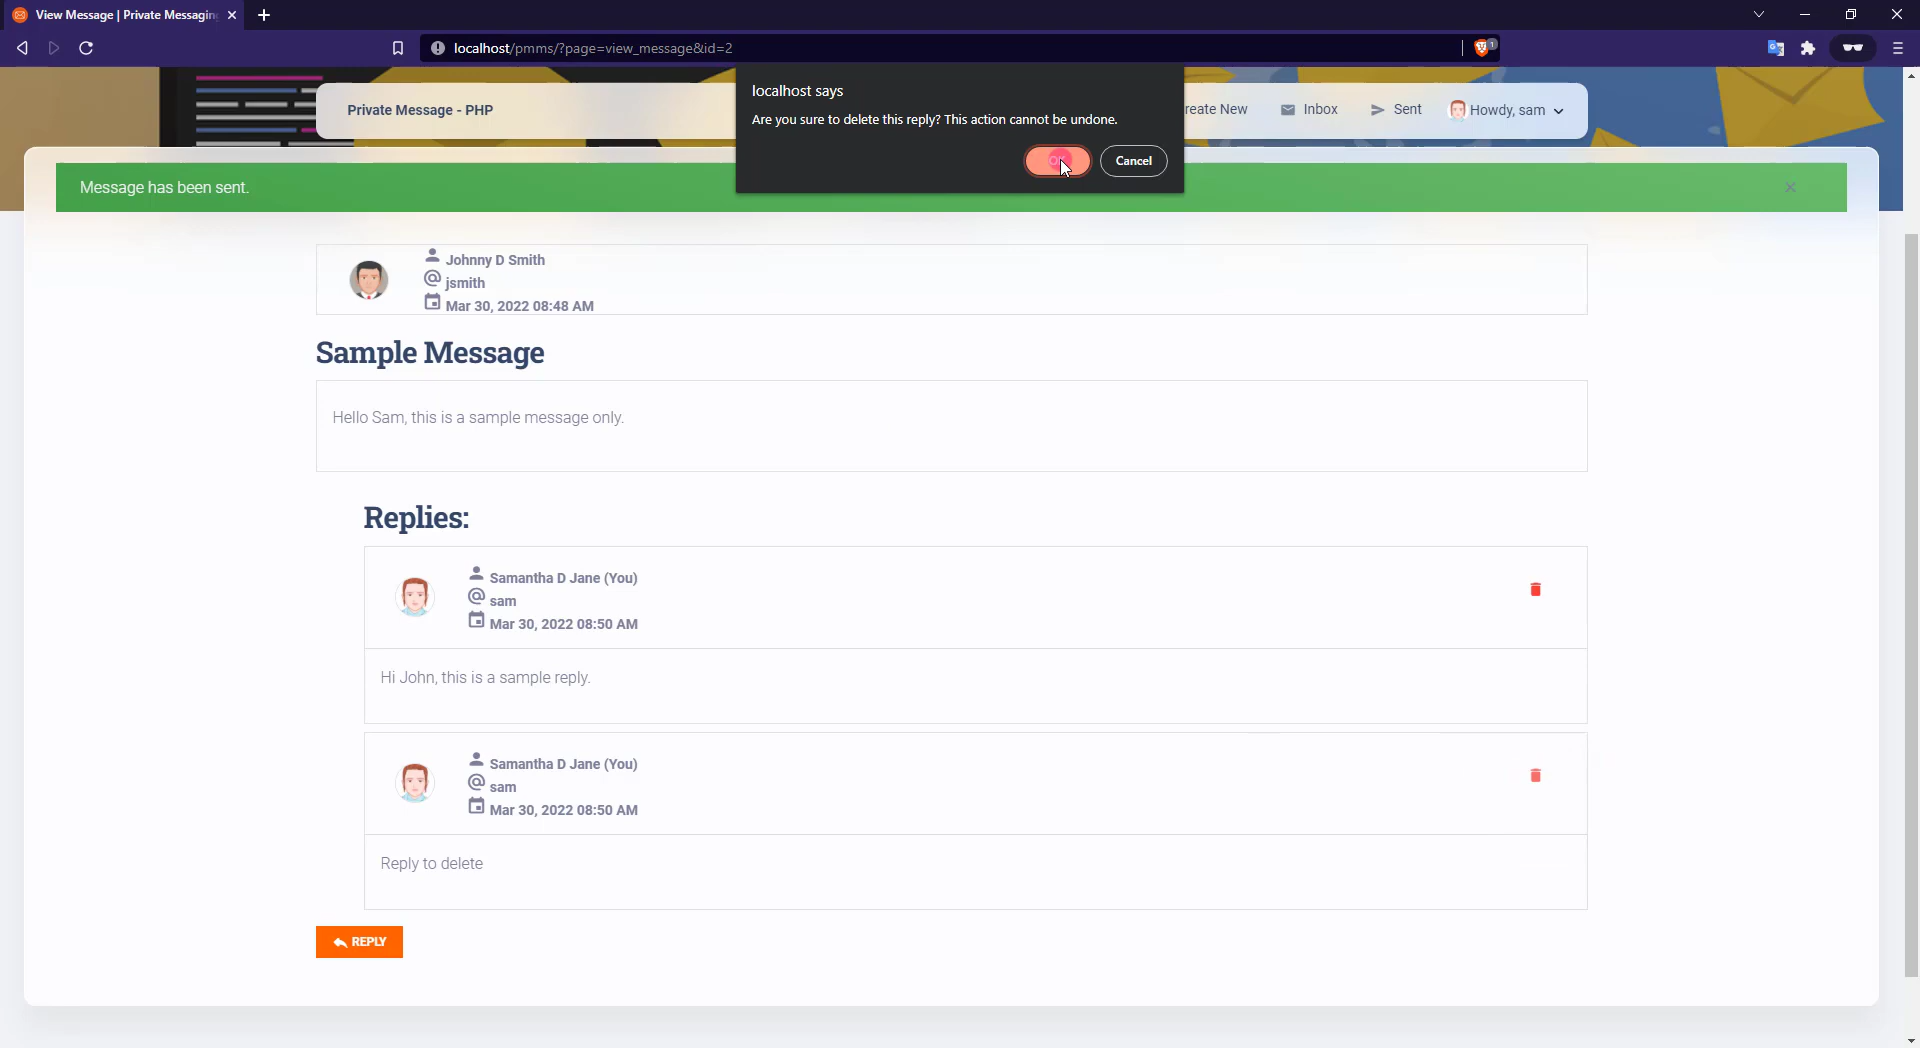 View Message | Private Messaging
localhost/pmms/?page=view_message&id=2
1
localhost says
Are you sure to delete this reply? This action cannot be undone.
Cancel
Private Message - PHP
reate New
Inbox
Sent
Howdy, sam
Message has been sent.
Johnny D Smith
jsmith
Mar 30, 2022 08:48 AM
Sample Message
Hello Sam, this is a sample message only.
Replies:
Samantha D Jane (You)
sam
Mar 30, 2022 08:50 AM
Hi John, this is a sample reply.
Samantha D Jane (You)
sam
Mar 30, 2022 08:50 AM
Reply to delete
REPLY